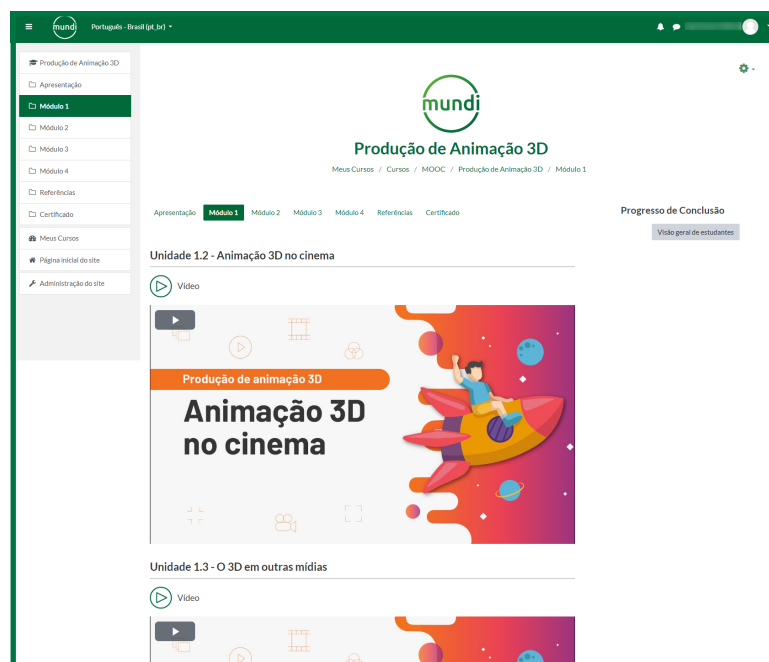 mundi
Português - Brasil (pt_br)
Produção de Animação 3D
Apresentação
Módulo 1
Módulo 2
Módulo 3
Módulo 4
Referências
Certificado
Meus Cursos
Página inicial do site
Administração do site
mundi
Produção de Animação 3D
Meus Cursos / Cursos / MOOC / Produção de Animação 3D / Módulo 1
Apresentação Módulo 1 Módulo 2 Módulo 3 Módulo 4 Referências Certificado
Progresso de Conclusão
Visão geral de estudantes
Unidade 1.2 - Animação 3D no cinema
Vídeo
Produção de animação 3D
Animação 3D
no cinema
Unidade 1.3 - O 3D em outras mídias
Vídeo